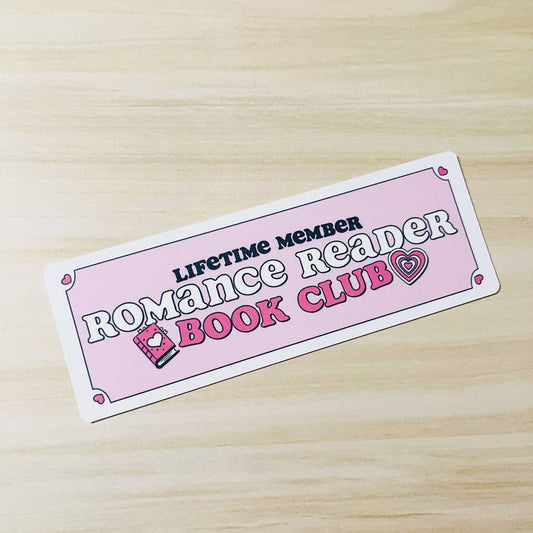 LIFETIME MEMBER
ROMANCE READER
BOOK CLUB